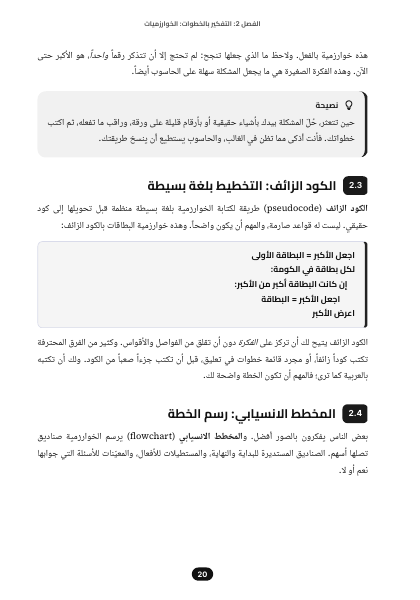 الفصل 2: التفكير بالخطوات: الخوارزميات
هذه خوارزمية بالفعل. ولاحظ ما الذي جعلها تنجح: لم تحتج إلا أن تتذكر رقماً واحداً، هو الأكبر حتى
الآن. وهذه الفكرة الصغيرة هي ما يجعل المشكلة سهلة على الحاسوب أيضاً.
نصيحة
حين تتعثر، حُلّ المشكلة بيدك بأشياء حقيقية أو بأرقام قليلة على ورقة، وراقب ما تفعله، ثم اكتب
خطواتك. فأنت أذكى مما تظن في الغالب، والحاسوب يستطيع أن ينسخ طريقتك.
2.3 الكود الزائف: التخطيط بلغة بسيطة
الكود الزائف (pseudocode) طريقة لكتابة الخوارزمية بلغة بسيطة منظمة قبل تحويلها إلى كود
حقيقي. ليست له قواعد صارمة، والمهم أن يكون واضحاً. وهذه خوارزمية البطاقات بالكود الزائف:
اجعل الأكبر = البطاقة الأولى
لكل بطاقة في الكومة:
إن كانت البطاقة أكبر من الأكبر:
اجعل الأكبر = البطاقة
اعرض الأكبر
الكود الزائف يتيح لك أن تركز على الفكرة دون أن تقلق من الفواصل والأقواس. وكثير من الفرق المحترفة
تكتب كوداً زائفاً، أو مجرد قائمة خطوات في تعليق، قبل أن تكتب جزءاً صعباً من الكود. ولك أن تكتبه
بالعربية كما ترى؛ فالمهم أن تكون الخطة واضحة لك.
2.4 المخطط الانسيابي: رسم الخطة
بعض الناس يفكرون بالصور أفضل. والمخطط الانسيابي (flowchart) يرسم الخوارزمية صناديق
تصلها أسهم. الصناديق المستديرة للبداية والنهاية، والمستطيلات للأفعال، والمعيّنات للأسئلة التي جوابها
نعم أو لا.
20